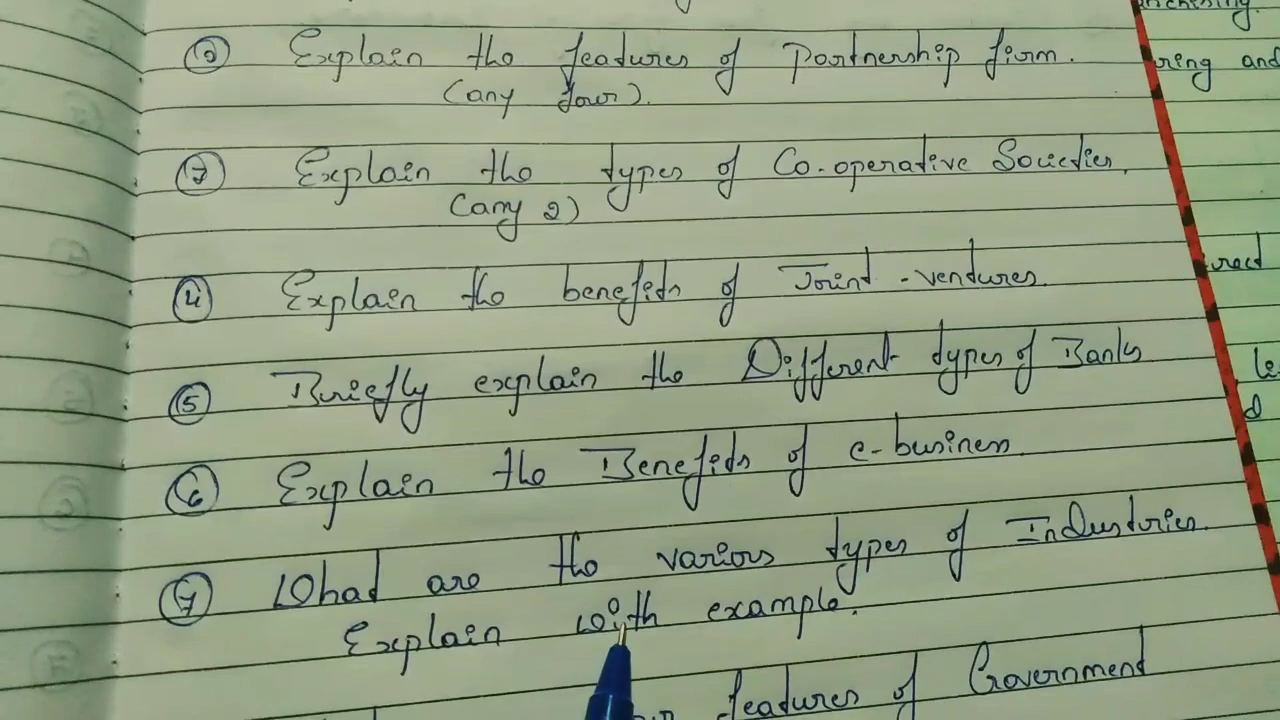 ② Explain the features of Partnership firm.
(any four).
③ Explain the types of Co-operative Societies.
(any 2)
④ Explain the benefits of Joint-ventures.
⑤ Briefly explain the Different types of Banks
⑥ Explain the Benefits of e-business.
⑦ What are the various types of Industries.
Explain with example.
features of Government
ring and